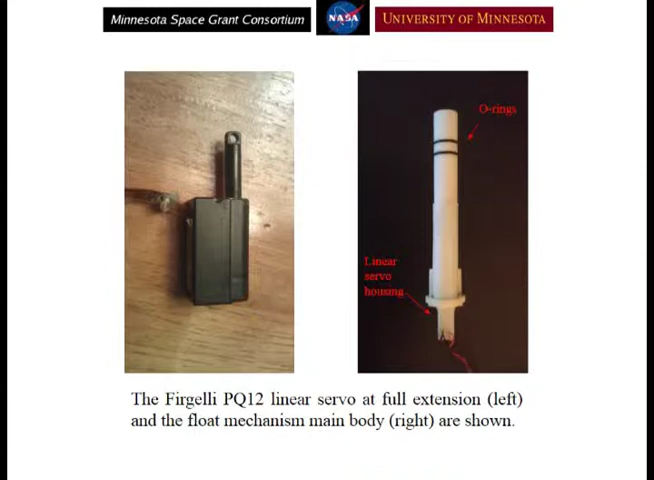 Minnesota Space Grant Consortium
NASA
UNIVERSITY OF MINNESOTA
O-rings
Linear
servo
housing
The Firgelli PQ12 linear servo at full extension (left)
and the float mechanism main body (right) are shown.